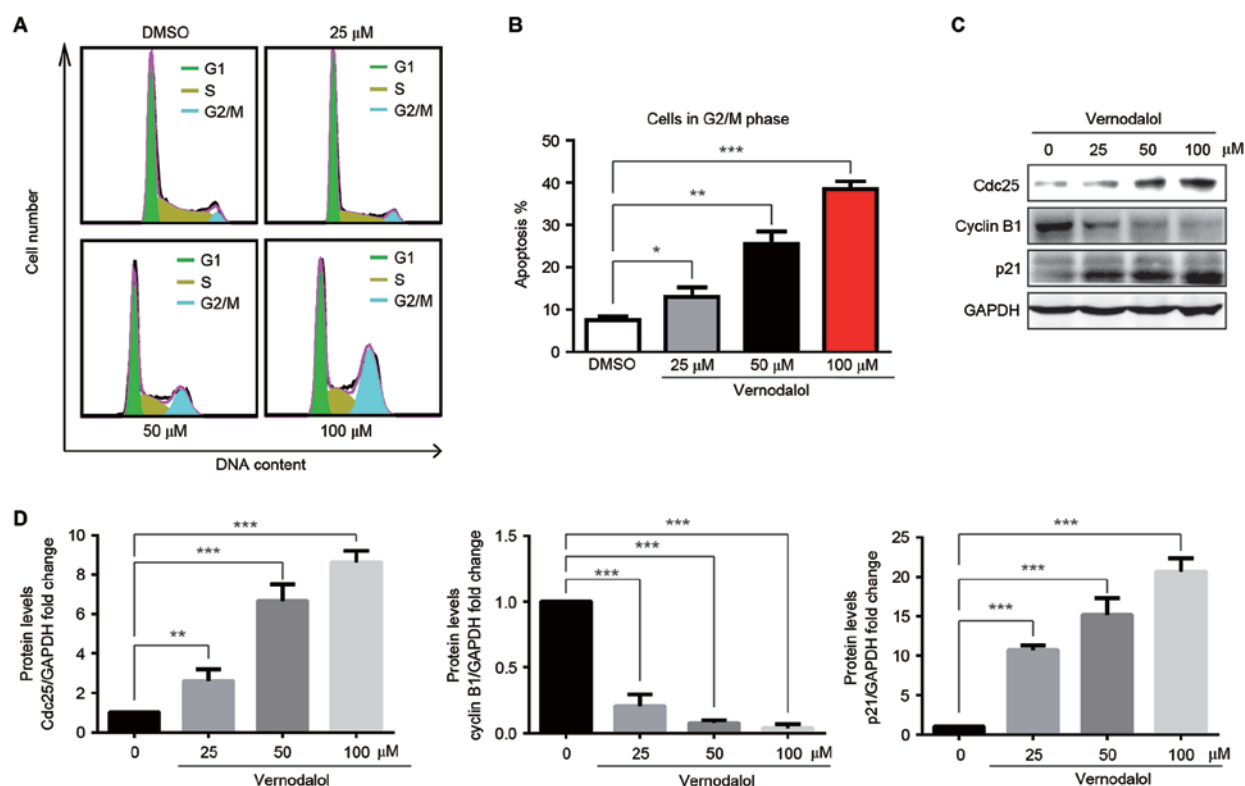 A
DMSO
25 μM
G1
S
G2/M
G1
S
G2/M
Cell number
G1
S
G2/M
G1
S
G2/M
50 μM
100 μM
DNA content
B
Cells in G2/M phase
Apoptosis %
50
40
30
20
10
0
***
**
*
DMSO
25 μM
50 μM
100 μM
Vernodalol
C
Vernodalol
0 25 50 100 μM
Cdc25
Cyclin B1
p21
GAPDH
D
Protein levels
Cdc25/GAPDH fold change
10
8
6
4
2
0
***
***
**
0 25 50 100 μM
Vernodalol
Protein levels
cyclin B1/GAPDH fold change
1.5
1.0
0.5
0.0
***
***
***
0 25 50 100 μM
Vernodalol
Protein levels
p21/GAPDH fold change
25
20
15
10
5
0
***
***
***
0 25 50 100 μM
Vernodalol